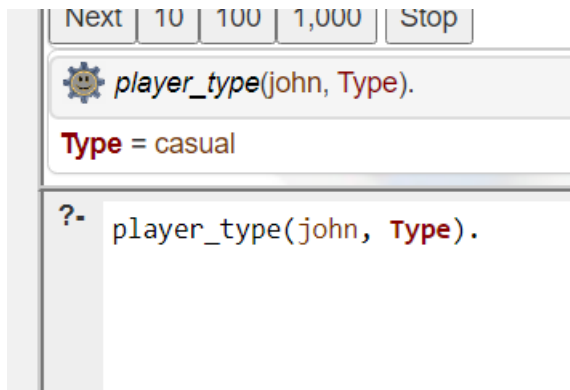 Next 10 100 1,000 Stop
player_type(john, Type).
Type = casual
?- player_type(john, Type).